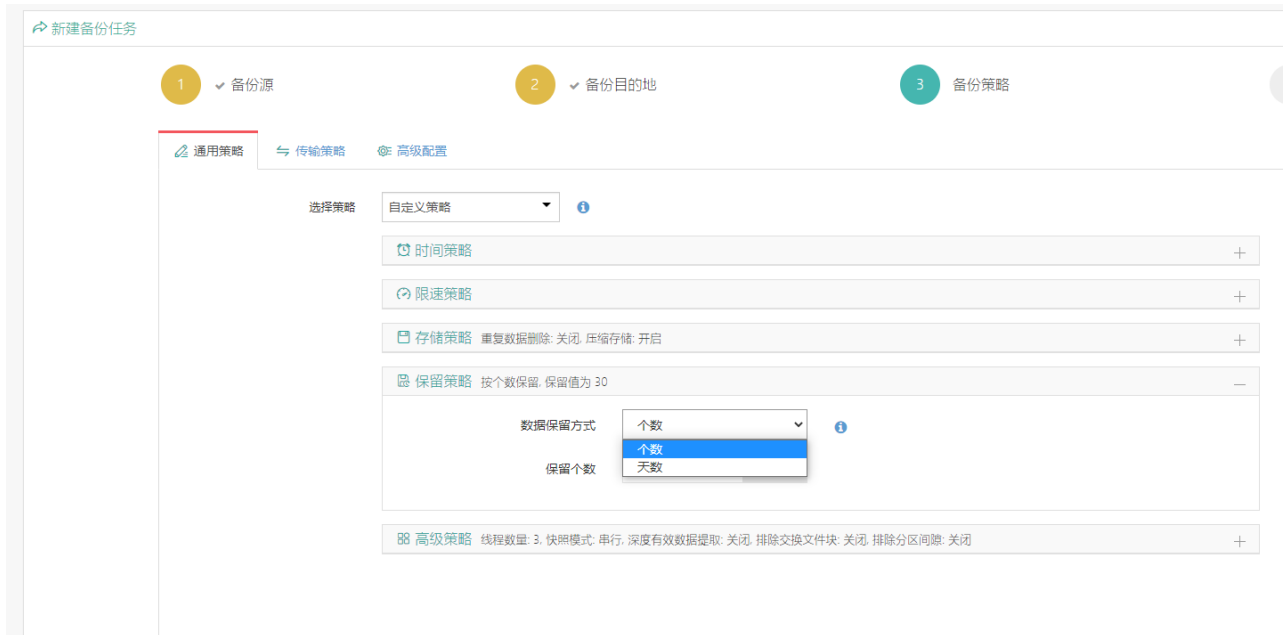 新建备份任务
1 备份源 2 备份目的地 3 备份策略
通用策略 传输策略 高级配置
选择策略 自定义策略
时间策略
限速策略
存储策略 重复数据删除: 关闭, 压缩存储: 开启
保留策略 按个数保留, 保留值为 30
数据保留方式 个数
个数
保留个数 天数
高级策略 线程数量: 3, 快照模式: 串行, 深度有效数据提取: 关闭, 排除交换文件块: 关闭, 排除分区间隙: 关闭